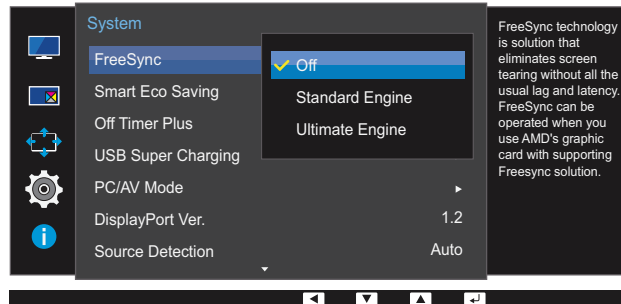 System
FreeSync
Off
Smart Eco Saving
Standard Engine
Off Timer Plus
Ultimate Engine
USB Super Charging
PC/AV Mode
DisplayPort Ver. 1.2
Source Detection Auto
FreeSync technology
is solution that
eliminates screen
tearing without all the
usual lag and latency.
FreeSync can be
operated when you
use AMD's graphic
card with supporting
Freesync solution.